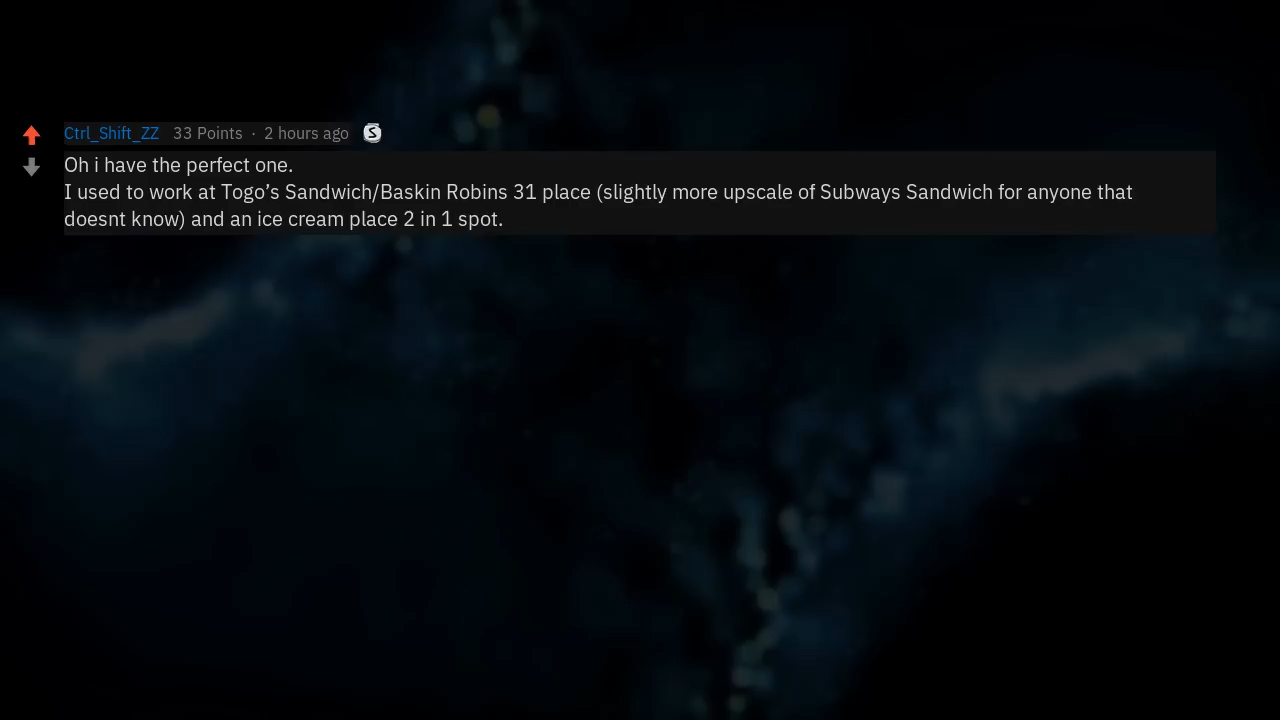 Ctrl_Shift_ZZ 33 Points · 2 hours ago
Oh i have the perfect one.
I used to work at Togo’s Sandwich/Baskin Robins 31 place (slightly more upscale of Subways Sandwich for anyone that
doesnt know) and an ice cream place 2 in 1 spot.